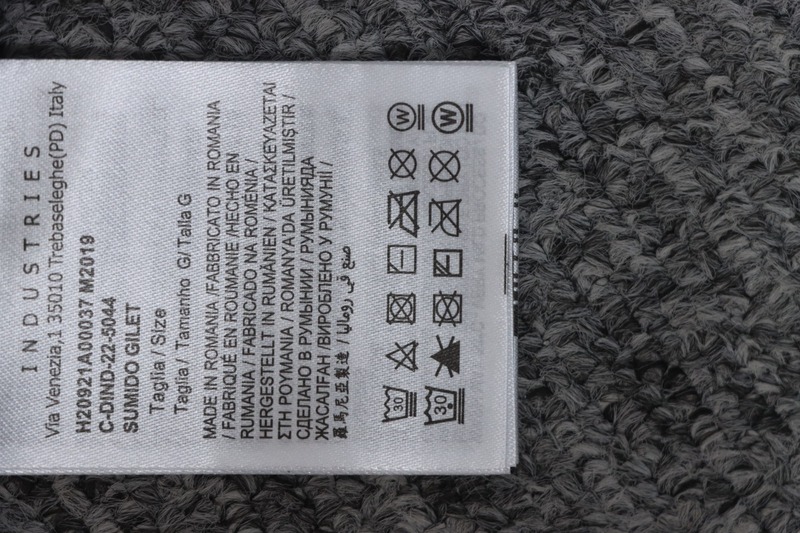 INDUSTRIES
Via Venezia,1 35010 Trebaseleghe(PD) Italy
H20921A00037 M2019
C-DIND-22-5044
SUMIDO GILET
Taglia / Size
Taglia / Tamanho G/ Talla G
MADE IN ROMANIA /FABBRICATO IN ROMANIA
/ FABRIQUÉ EN ROUMANIE /HECHO EN
RUMANIA / FABRICADO NA ROMÉNIA /
HERGESTELLT IN RUMÄNIEN / ΚΑΤΑΣΚΕΥΑΖΕΤΑΙ
ΣΤΗ ΡΟΥΜΑΝΙΑ / ROMANYA'DA ÜRETILMIŞTIR /
СДЕЛАНО В РУМЫНИИ / РУМЫНИЯДА
ЖАСАЛҒАН /ВИРОБЛЕНО У РУМУНІЇ /
羅馬尼亞製造 / صنع في رومانيا
30 W
30 W